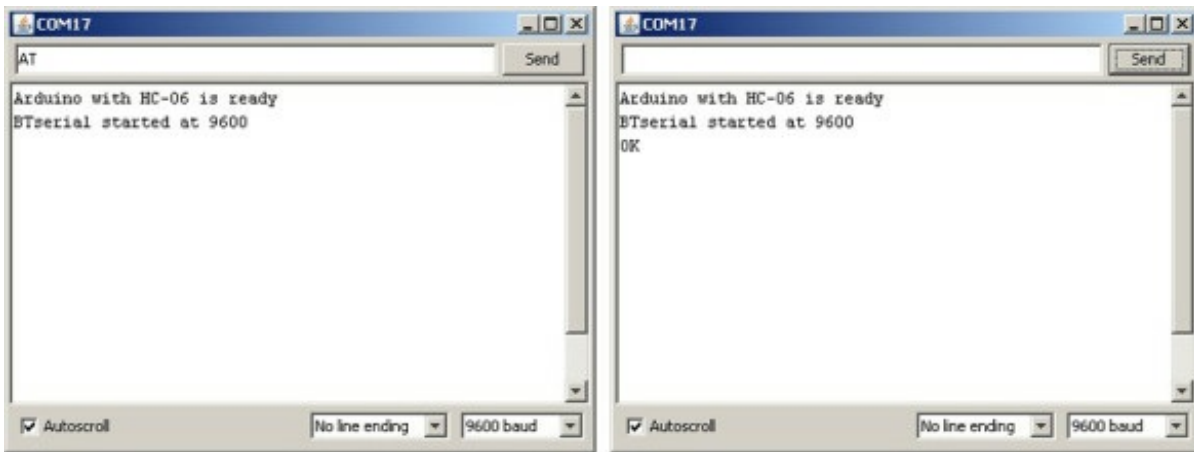 COM17
AT
Send
Arduino with HC-06 is ready
BTserial started at 9600
Autoscroll
No line ending
9600 baud
COM17
Send
Arduino with HC-06 is ready
BTserial started at 9600
OK
Autoscroll
No line ending
9600 baud